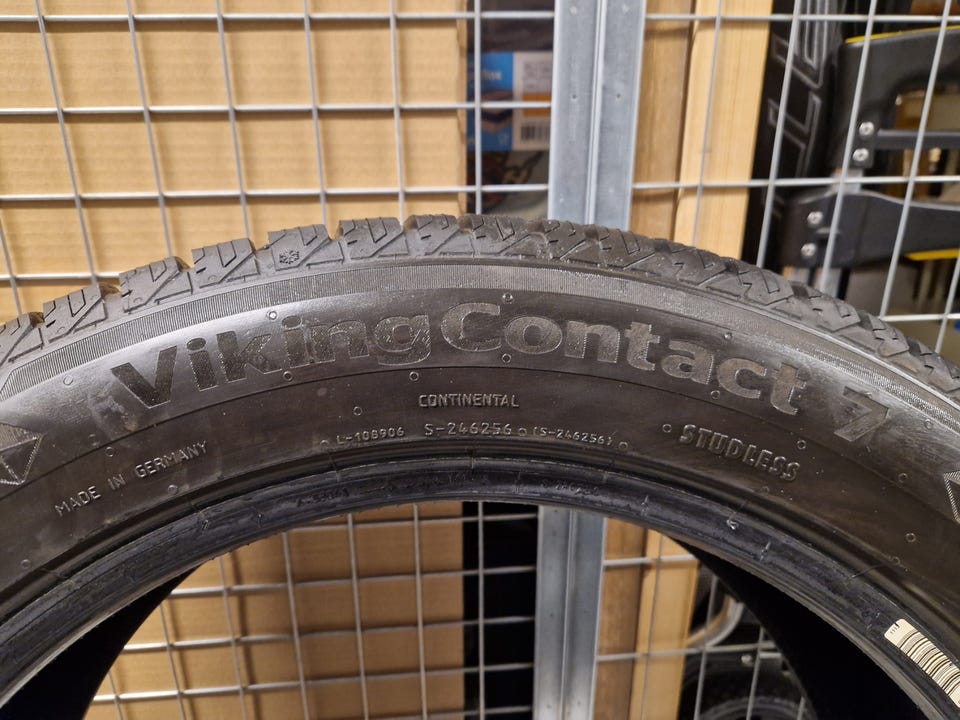 VikingContact 7
CONTINENTAL
L-108906 S-246256 (S-246256)
STUDLESS
MADE IN GERMANY